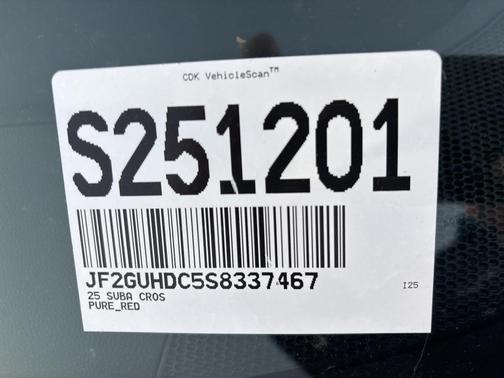 CDK VehicleScan™
S251201
JF2GUHDC5S8337467
25 SUBA CROS I25
PURE_RED